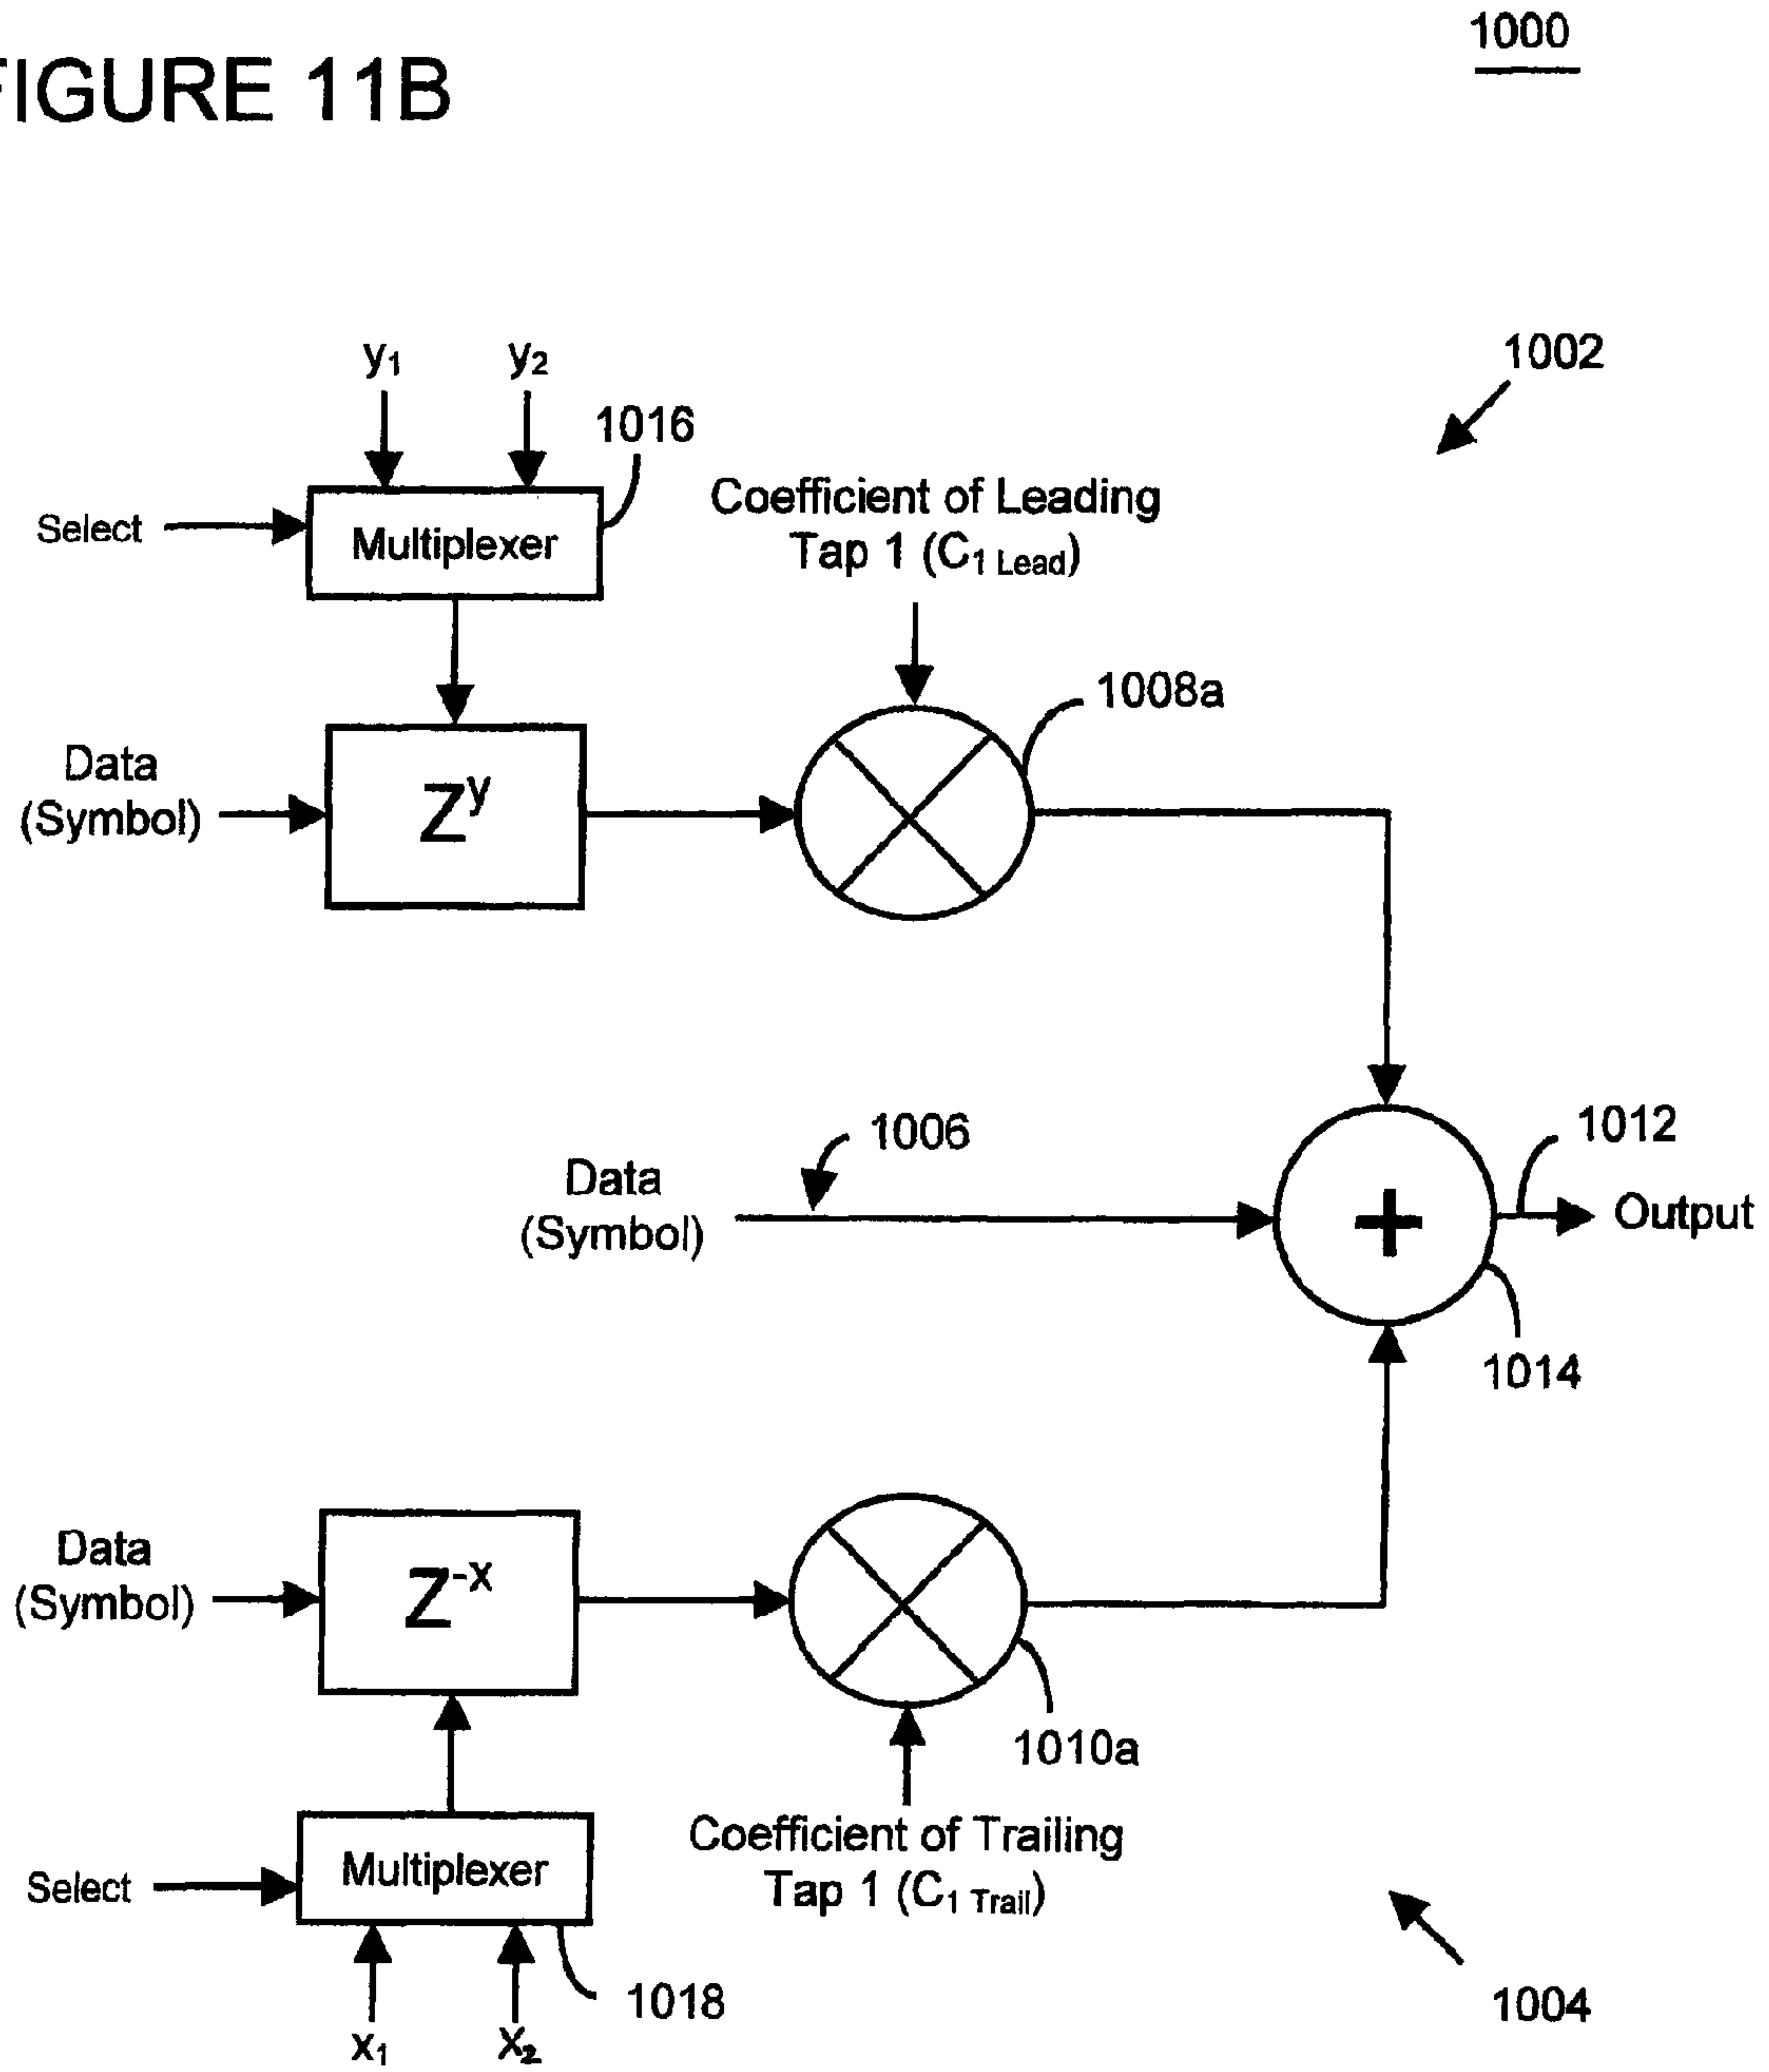 FIGURE 11B
1000
1002
y1 y2
1016
Select
Multiplexer
Coefficient of Leading
Tap 1 (C1 Lead)
1008a
Data
(Symbol)
Zy
1006
Data
(Symbol)
+
1012
Output
1014
Data
(Symbol)
Z-x
1010a
Select
Multiplexer
Coefficient of Trailing
Tap 1 (C1 Trail)
1018
x1 x2
1004